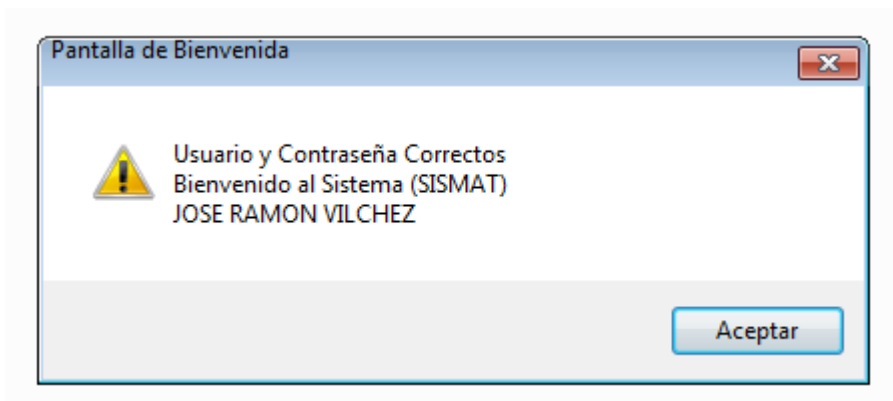 Pantalla de Bienvenida
Usuario y Contraseña Correctos
Bienvenido al Sistema (SISMAT)
JOSE RAMON VILCHEZ
Aceptar